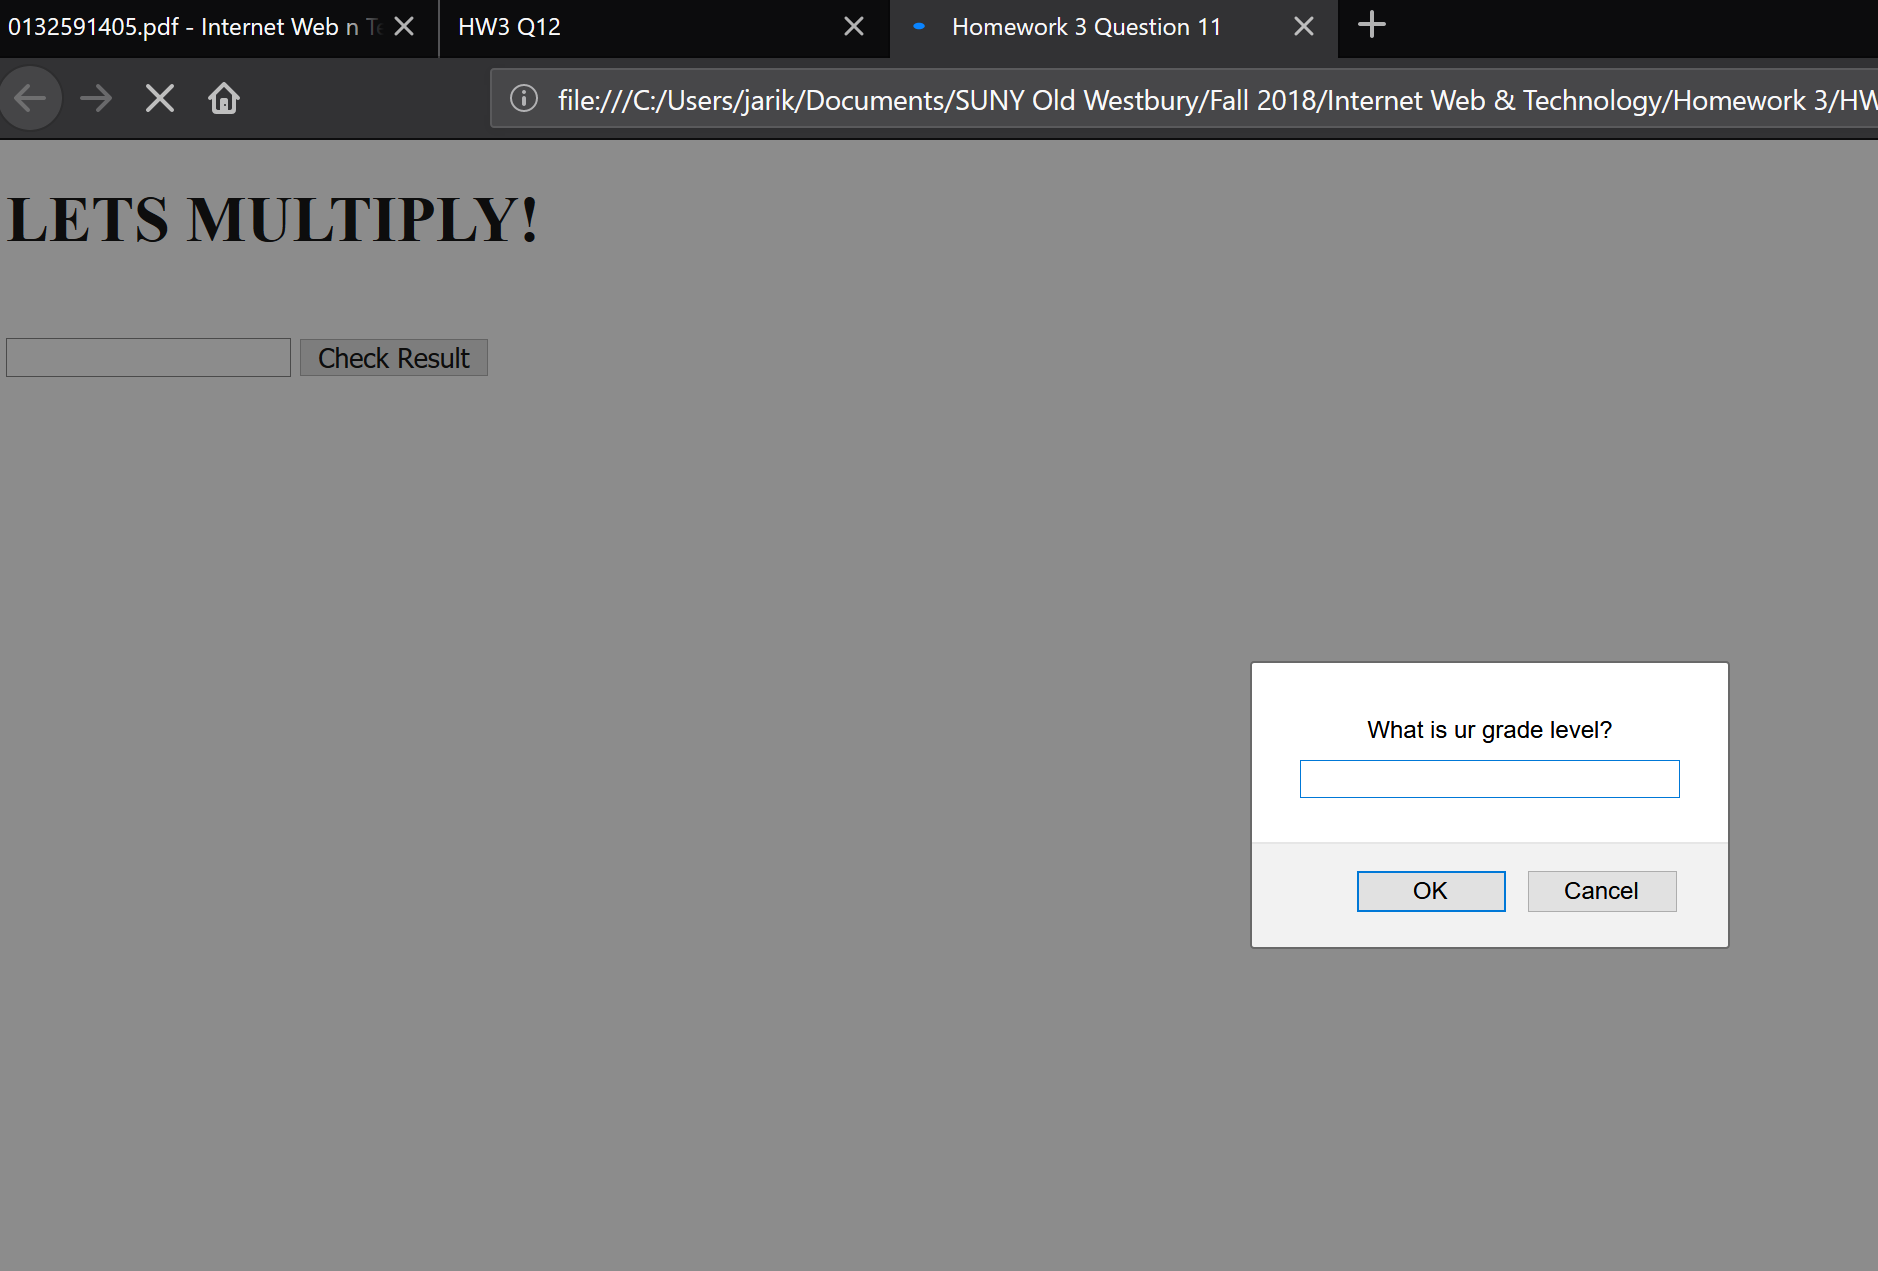 0132591405.pdf - Internet Web n Te
HW3 Q12
Homework 3 Question 11
file:///C:/Users/jarik/Documents/SUNY Old Westbury/Fall 2018/Internet Web & Technology/Homework 3/HW
LETS MULTIPLY!
Check Result
What is ur grade level?
OK Cancel